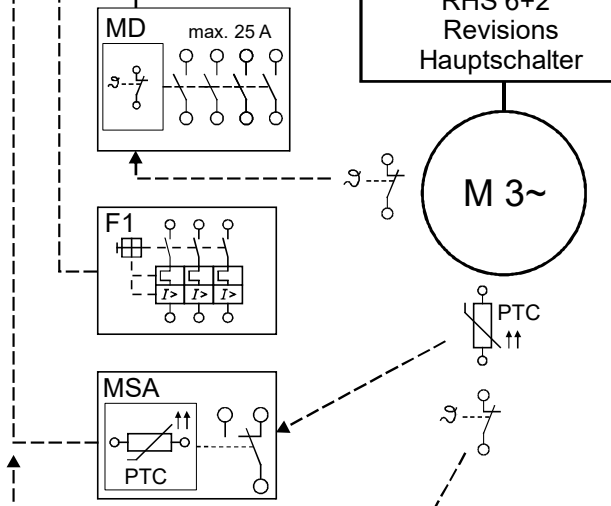 RHS 6+2
Revisions
Hauptschalter
MD
max. 25 A
ϑ
ϑ
M 3~
F1
I> I> I>
PTC
MSA
PTC
ϑ